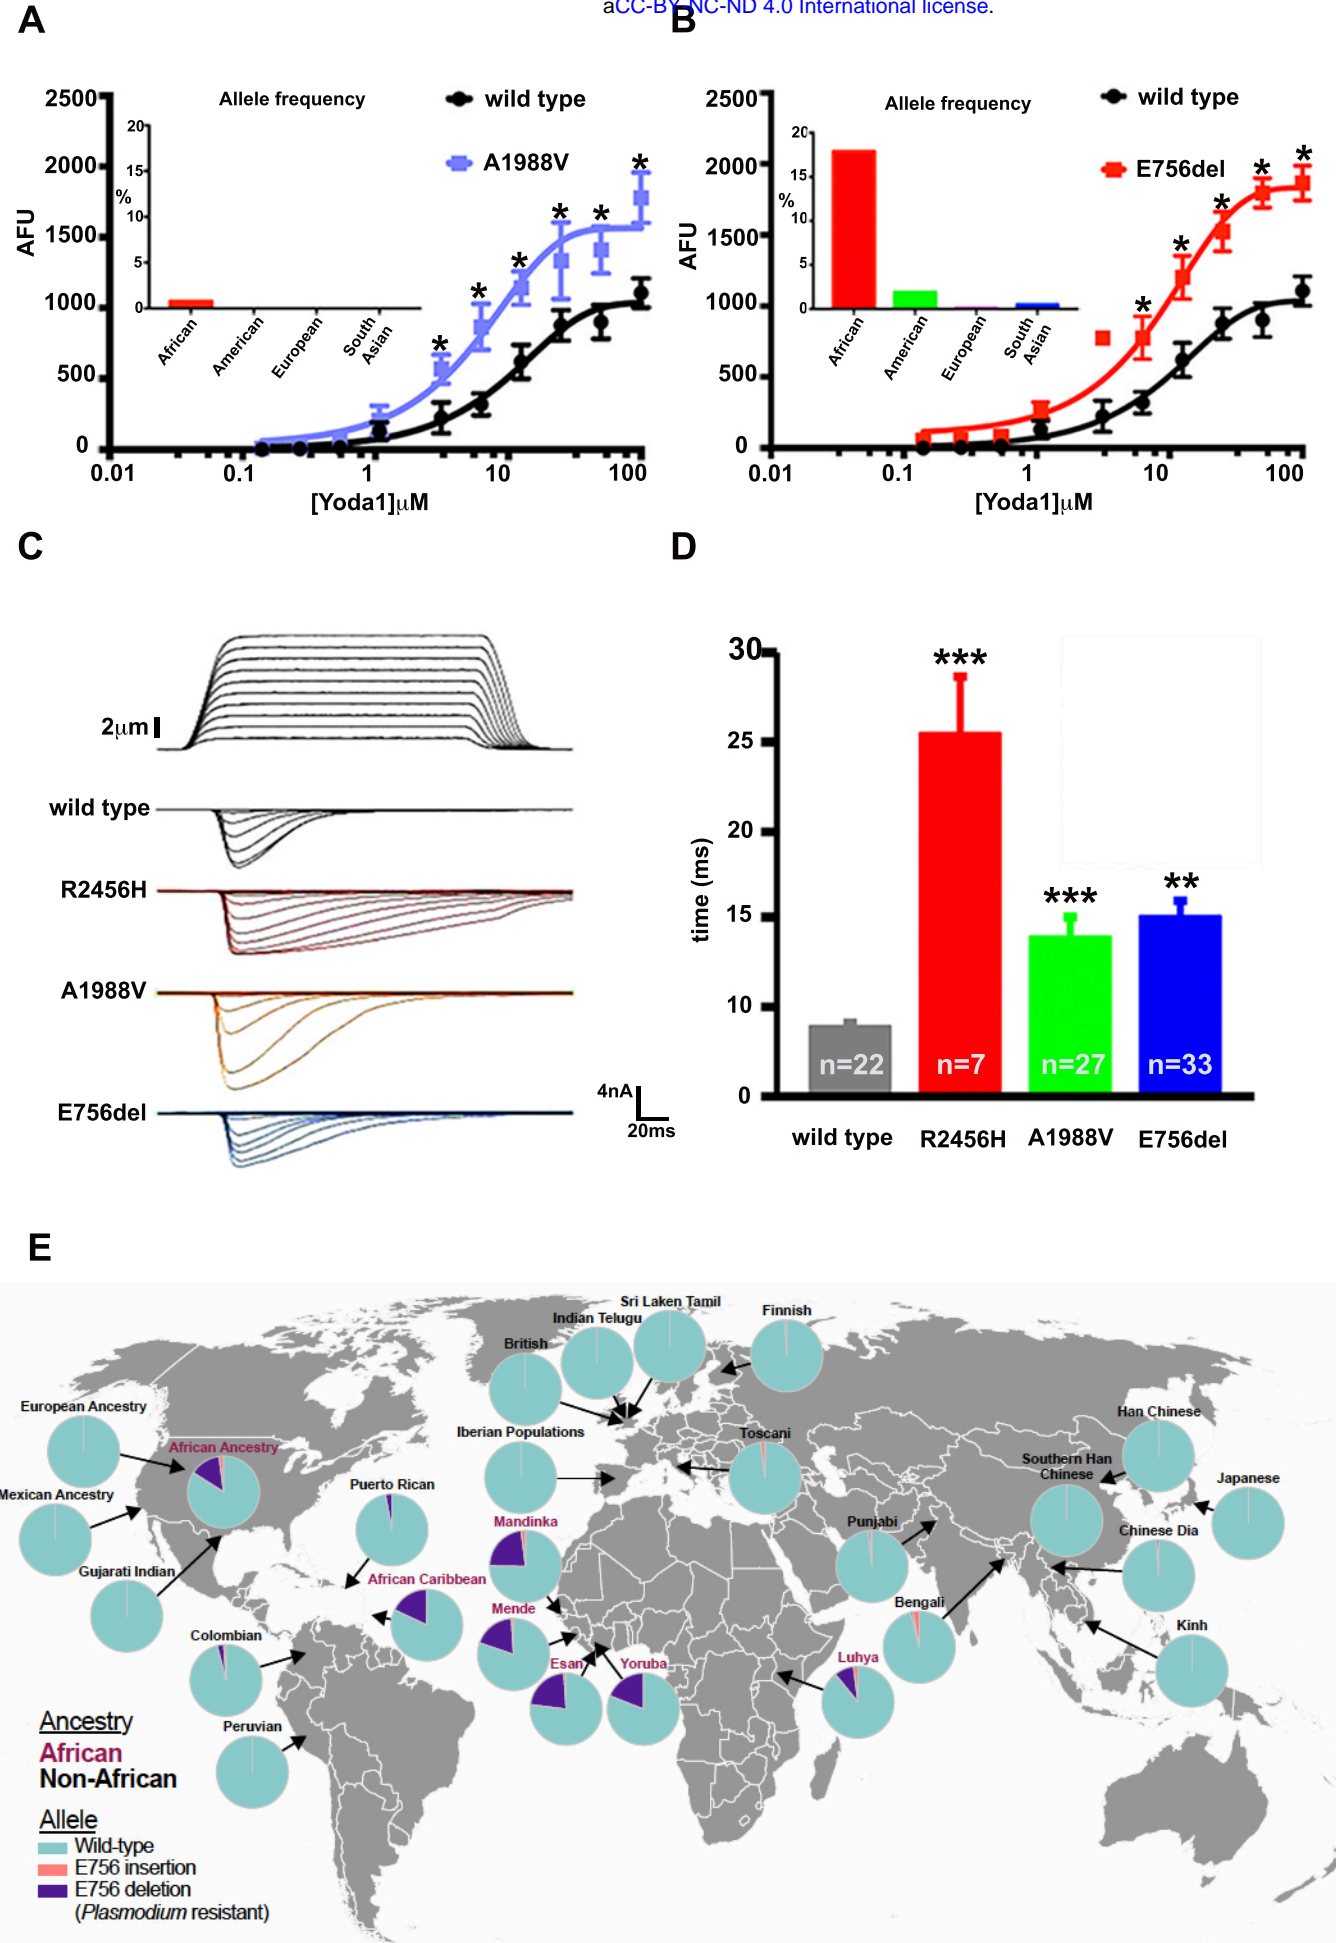 aCC-BY-NC-ND 4.0 International license.
A
2500
2000
1500
1000
500
0
AFU
Allele frequency
20
15
10
5
0
%
African
American
European
South
Asian
wild type
A1988V
*
*
*
*
*
*
0.01
0.1
1
10
100
[Yoda1]μM
B
2500
2000
1500
1000
500
0
AFU
Allele frequency
20
15
10
5
0
%
African
American
European
South
Asian
wild type
E756del
*
*
*
*
*
0.01
0.1
1
10
100
[Yoda1]μM
C
2μm
wild type
R2456H
A1988V
E756del
4nA
20ms
D
30
25
20
15
10
0
time (ms)
***
***
**
n=22
n=7
n=27
n=33
wild type
R2456H
A1988V
E756del
E
Sri Laken Tamil
Finnish
Indian Telugu
British
European Ancestry
Han Chinese
Iberian Populations
Toscani
African Ancestry
Southern Han
Chinese
Puerto Rican
Japanese
Mexican Ancestry
Mandinka
Punjabi
Chinese Dia
Gujarati Indian
African Caribbean
Mende
Bengali
Kinh
Colombian
Esan
Yoruba
Luhya
Peruvian
Ancestry
African
Non-African
Allele
Wild-type
E756 insertion
E756 deletion
(Plasmodium resistant)